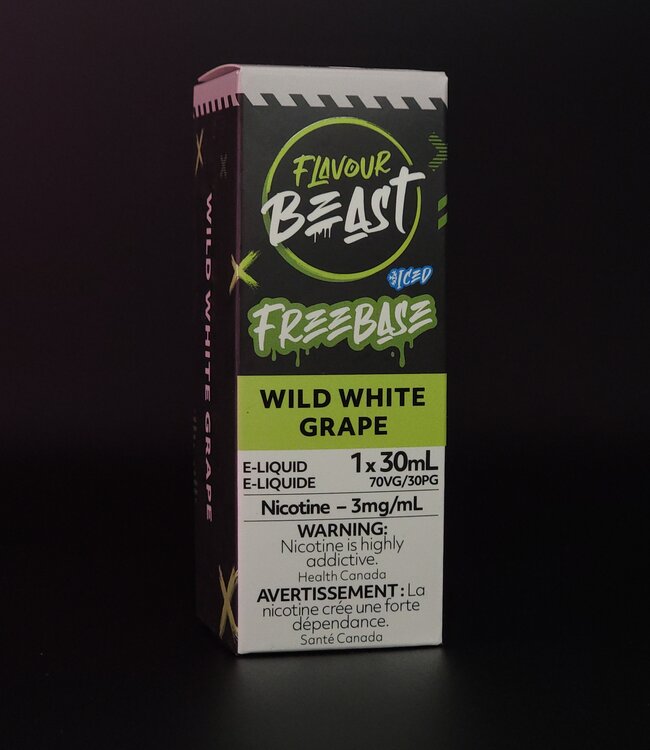 FLAVOUR
BEAST
ICED
FREEBASE
WILD WHITE
GRAPE
E-LIQUID
E-LIQUIDE
1 x 30mL
70VG/30PG
Nicotine – 3mg/mL
WARNING:
Nicotine is highly
addictive.
Health Canada
AVERTISSEMENT : La
nicotine crée une forte
dépendance.
Santé Canada
WILD WHITE GRAPE